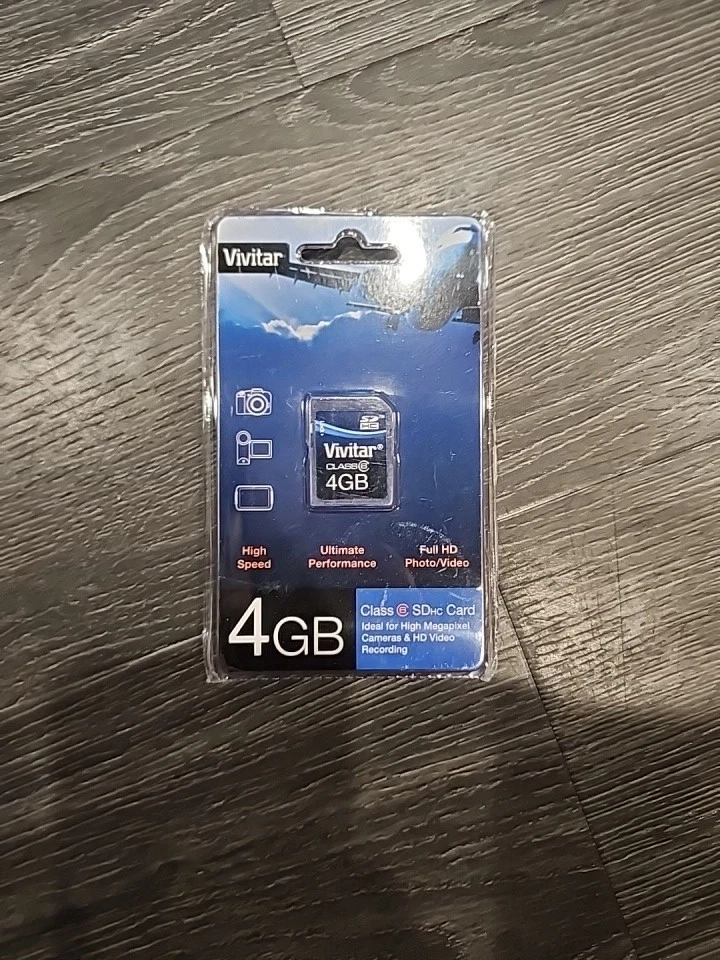 Vivitar
SD
HC
Vivitar®
CLASS 6
4GB
High
Speed
Ultimate
Performance
Full HD
Photo/Video
4GB
Class 6 SDHC Card
Ideal for High Megapixel
Cameras & HD Video
Recording